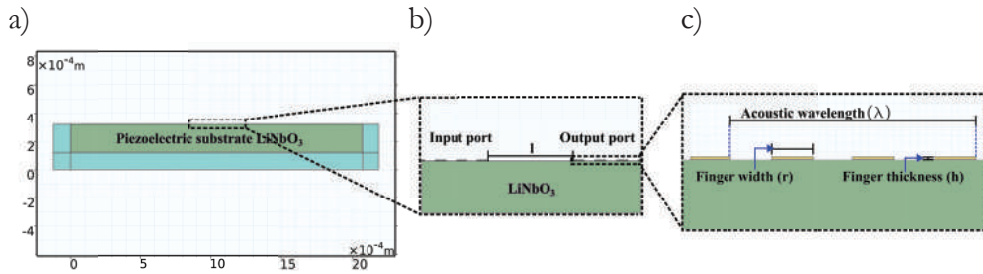 a)
b)
c)
8 ×10⁻⁴m
6
4
2
0
-2
-4
Piezoelectric substrate LiNbO₃
×10⁻⁴m
0 5 10 15 20
Input port Output port
l
LiNbO₃
Acoustic wavelength (λ)
Finger width (r) Finger thickness (h)